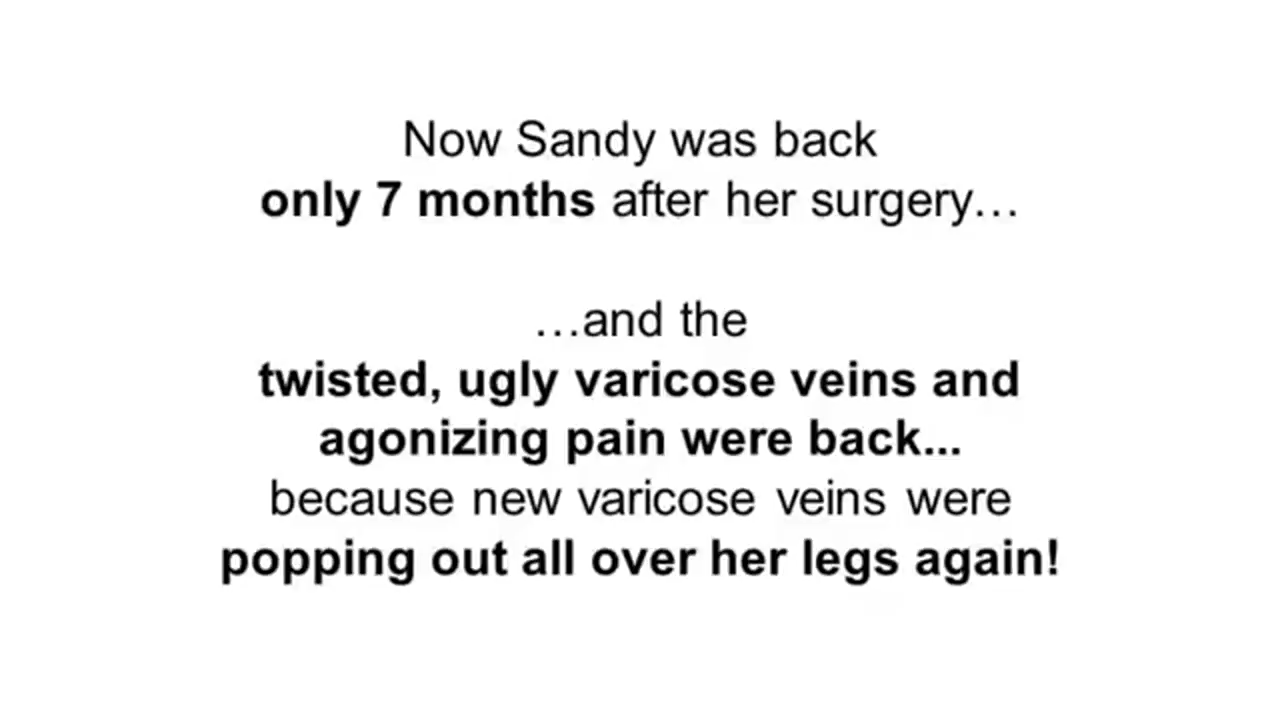 Now Sandy was back
only 7 months after her surgery…
…and the
twisted, ugly varicose veins and
agonizing pain were back...
because new varicose veins were
popping out all over her legs again!